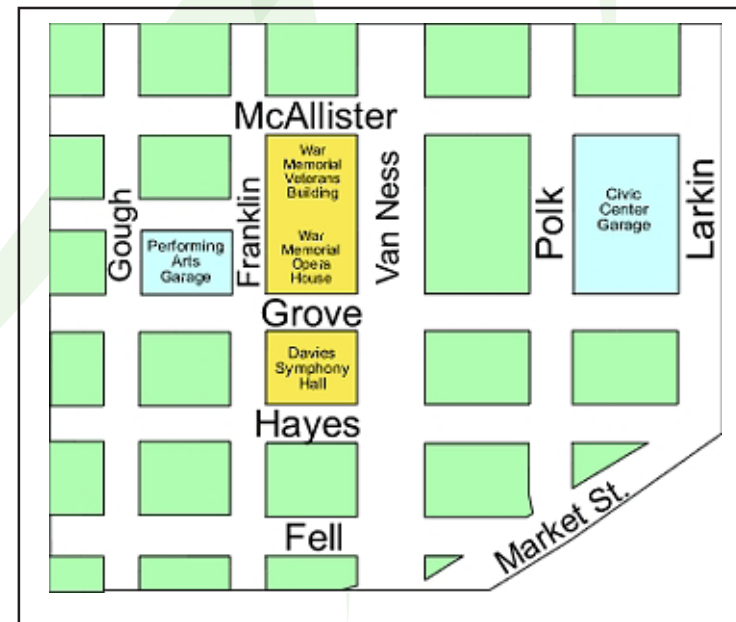 McAllister
War
Memorial
Veterans
Building
Gough
Franklin
Van Ness
Polk
Civic
Center
Garage
Larkin
Performing
Arts
Garage
War
Memorial
Opera
House
Grove
Davies
Symphony
Hall
Hayes
Fell
Market St.